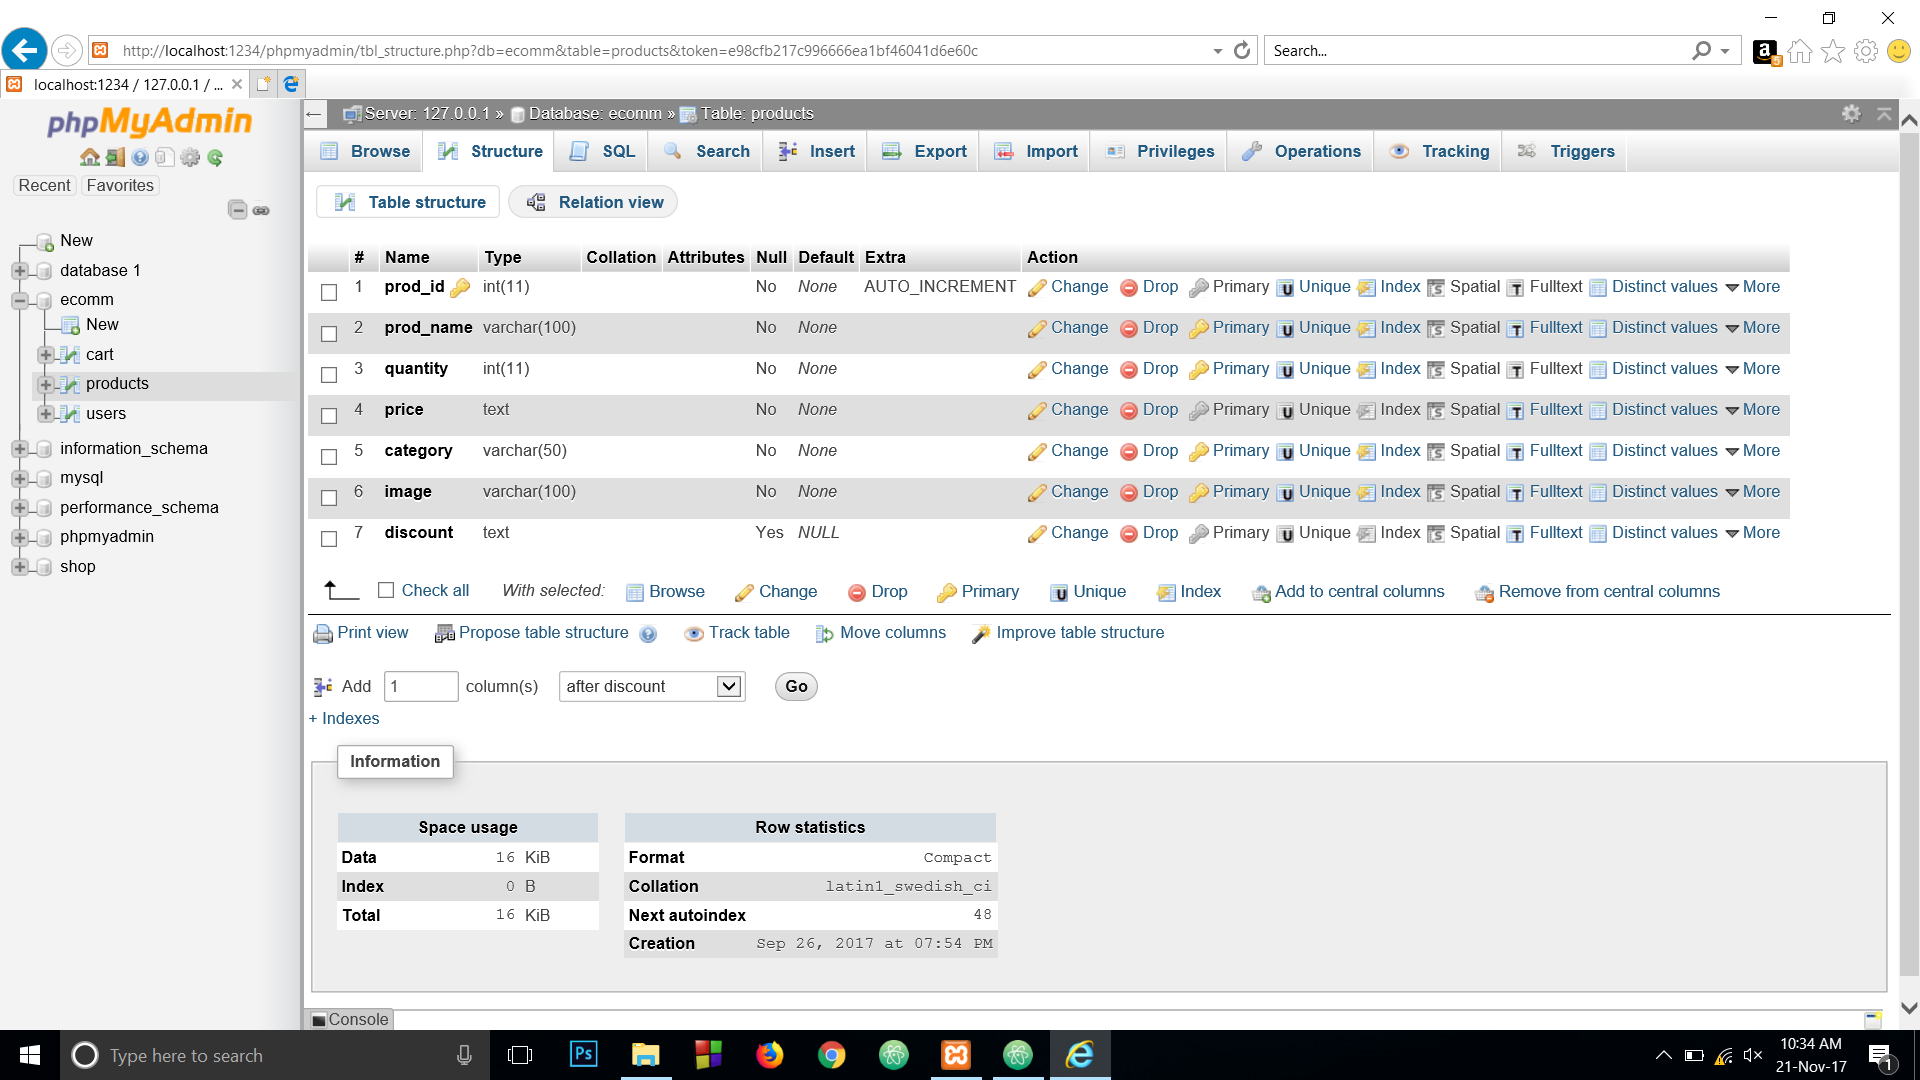 http://localhost:1234/phpmyadmin/tbl_structure.php?db=ecomm&table=products&token=e98cfb217c996666ea1bf46041d6e60c
Search...
a
5
localhost:1234 / 127.0.0.1 / ...
phpMyAdmin
Recent Favorites
New
database 1
ecomm
New
cart
products
users
information_schema
mysql
performance_schema
phpmyadmin
shop
Server: 127.0.0.1 » Database: ecomm » Table: products
Browse Structure SQL Search Insert Export Import Privileges Operations Tracking Triggers
Table structure Relation view
# Name Type Collation Attributes Null Default Extra Action
1 prod_id int(11) No None AUTO_INCREMENT Change Drop Primary Unique Index Spatial Fulltext Distinct values More
2 prod_name varchar(100) No None Change Drop Primary Unique Index Spatial Fulltext Distinct values More
3 quantity int(11) No None Change Drop Primary Unique Index Spatial Fulltext Distinct values More
4 price text No None Change Drop Primary Unique Index Spatial Fulltext Distinct values More
5 category varchar(50) No None Change Drop Primary Unique Index Spatial Fulltext Distinct values More
6 image varchar(100) No None Change Drop Primary Unique Index Spatial Fulltext Distinct values More
7 discount text Yes NULL Change Drop Primary Unique Index Spatial Fulltext Distinct values More
Check all With selected: Browse Change Drop Primary Unique Index Add to central columns Remove from central columns
Print view Propose table structure Track table Move columns Improve table structure
Add 1 column(s) after discount Go
+ Indexes
Information
Space usage
Data 16 KiB
Index 0 B
Total 16 KiB
Row statistics
Format Compact
Collation latin1_swedish_ci
Next autoindex 48
Creation Sep 26, 2017 at 07:54 PM
Console
Type here to search
Ps
10:34 AM
21-Nov-17
1